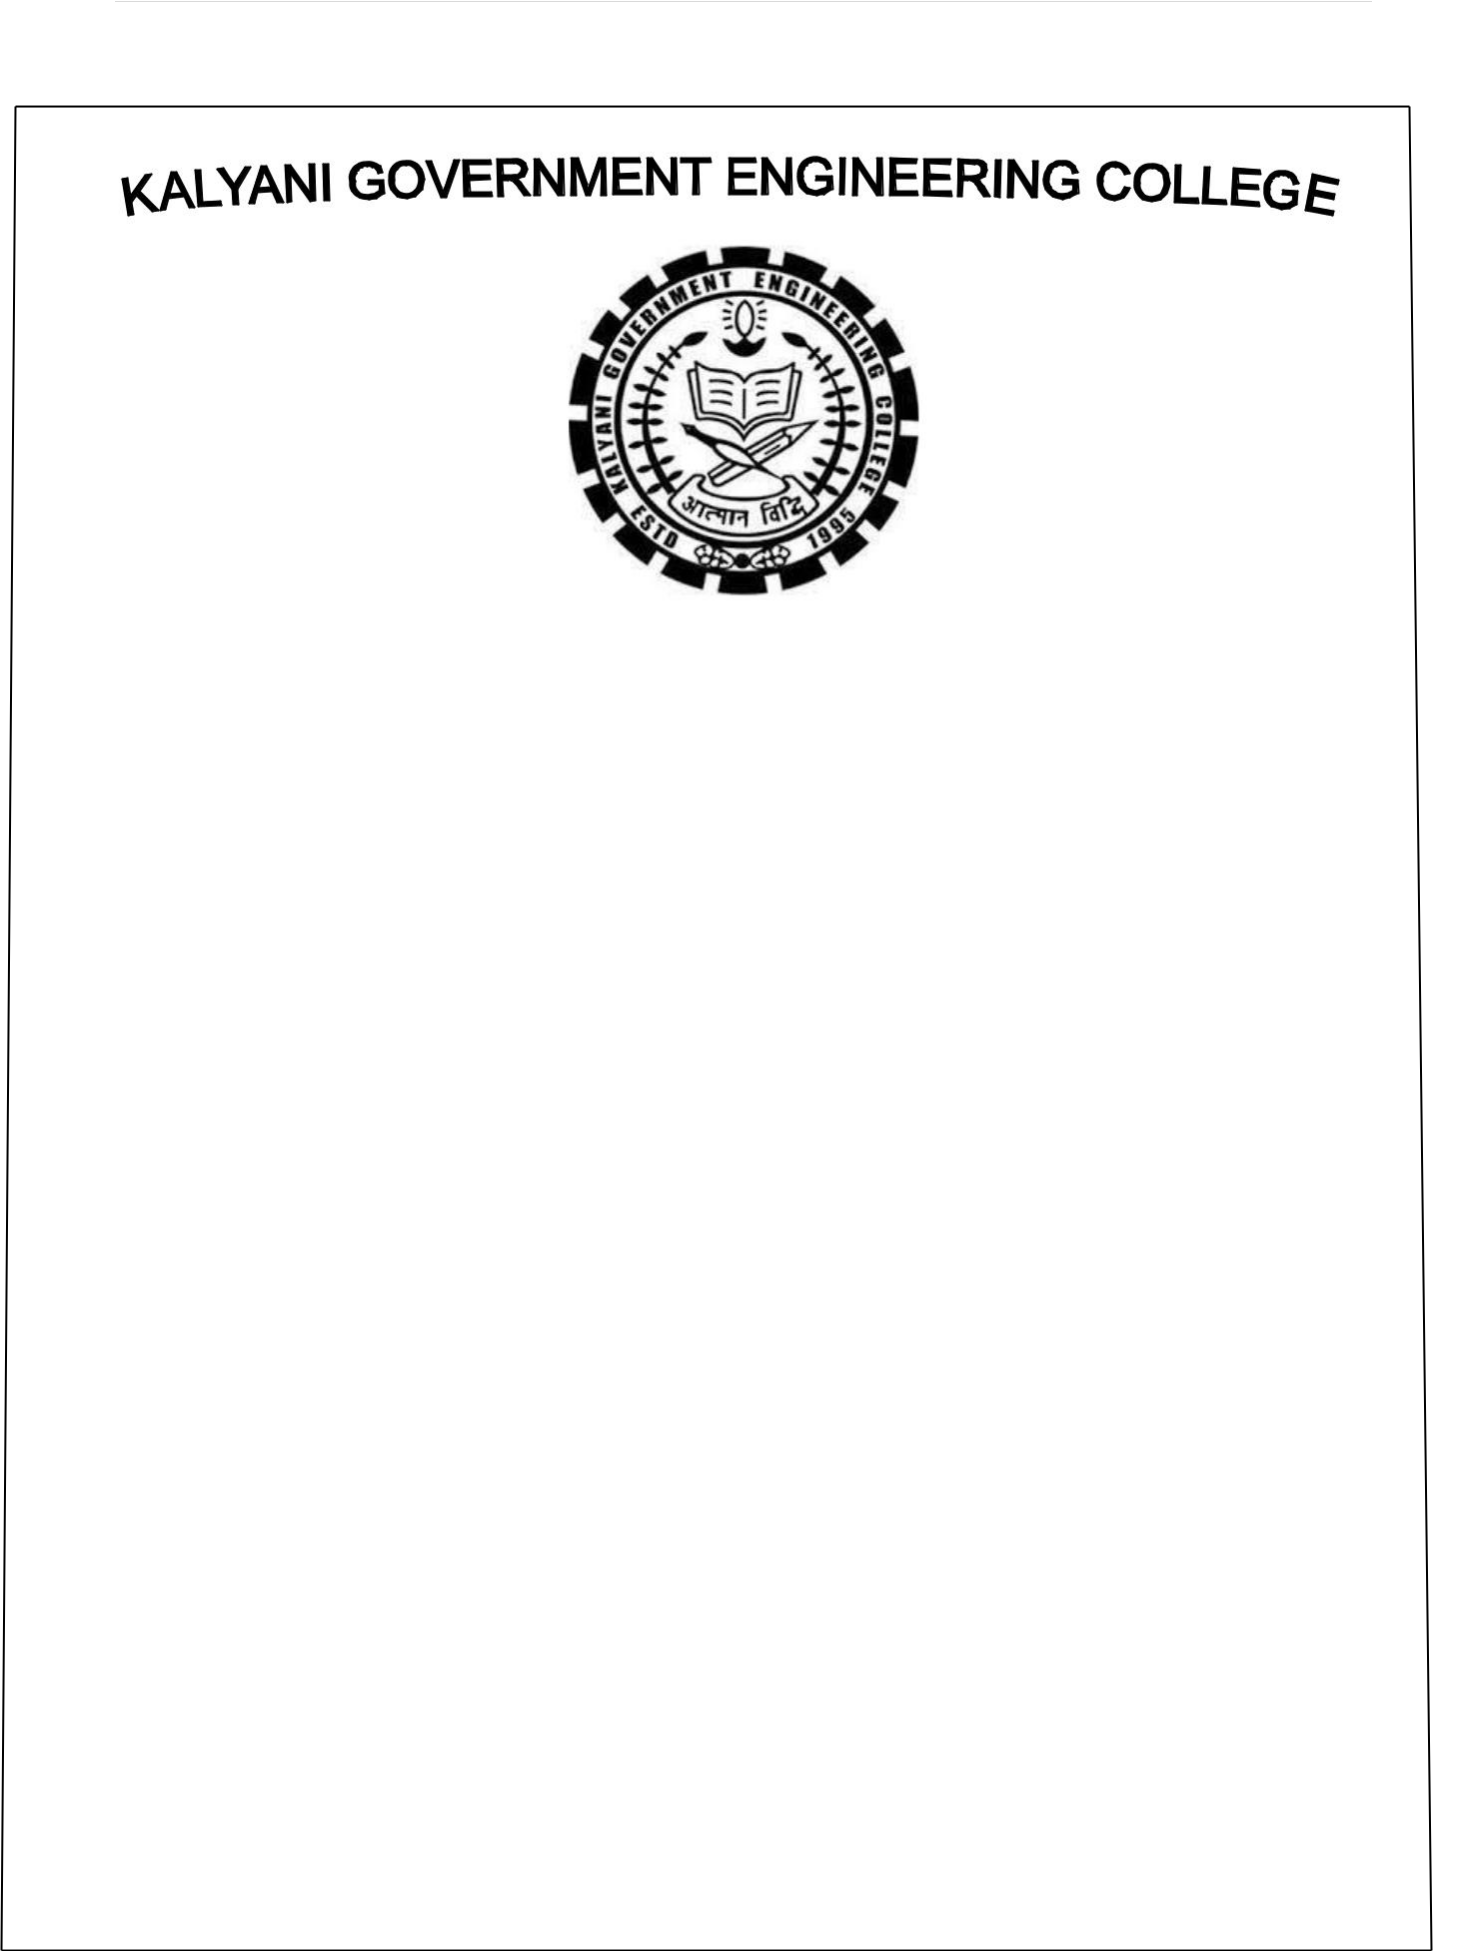 KALYANI GOVERNMENT ENGINEERING COLLEGE
KALYANI GOVERNMENT ENGINEERING COLLEGE
आत्मान विद्धि
ESTD 1995